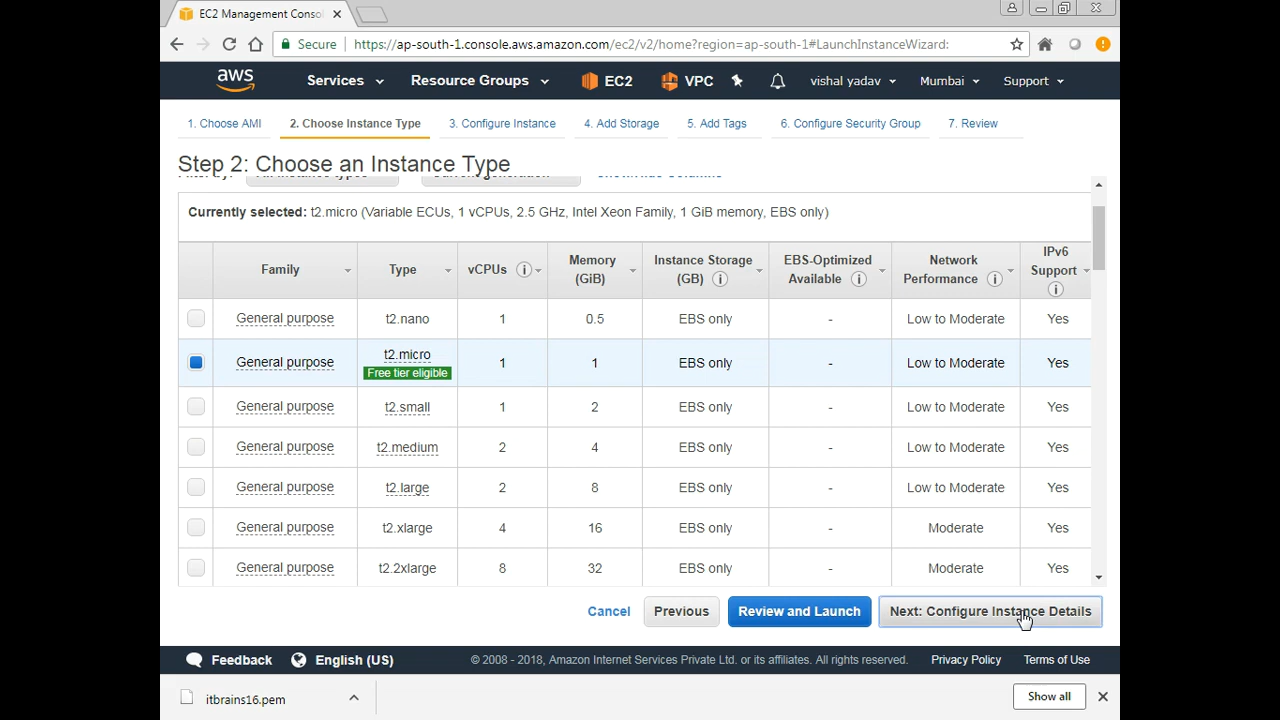 EC2 Management Conso
Secure https://ap-south-1.console.aws.amazon.com/ec2/v2/home?region=ap-south-1#LaunchInstanceWizard:
aws Services Resource Groups EC2 VPC vishal yadav Mumbai Support
1. Choose AMI 2. Choose Instance Type 3. Configure Instance 4. Add Storage 5. Add Tags 6. Configure Security Group 7. Review
Step 2: Choose an Instance Type
Currently selected: t2.micro (Variable ECUs, 1 vCPUs, 2.5 GHz, Intel Xeon Family, 1 GiB memory, EBS only)
Family Type vCPUs Memory (GiB) Instance Storage (GB) EBS-Optimized Available Network Performance IPv6 Support
General purpose t2.nano 1 0.5 EBS only - Low to Moderate Yes
General purpose t2.micro Free tier eligible 1 1 EBS only - Low to Moderate Yes
General purpose t2.small 1 2 EBS only - Low to Moderate Yes
General purpose t2.medium 2 4 EBS only - Low to Moderate Yes
General purpose t2.large 2 8 EBS only - Low to Moderate Yes
General purpose t2.xlarge 4 16 EBS only - Moderate Yes
General purpose t2.2xlarge 8 32 EBS only - Moderate Yes
Cancel Previous Review and Launch Next: Configure Instance Details
Feedback English (US) © 2008 - 2018, Amazon Internet Services Private Ltd. or its affiliates. All rights reserved. Privacy Policy Terms of Use
itbrains16.pem Show all